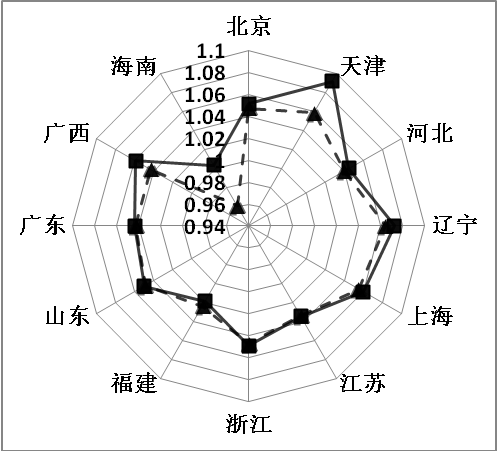 北京
天津
河北
辽宁
上海
江苏
浙江
福建
山东
广东
广西
海南
1.1
1.08
1.06
1.04
1.02
1
0.98
0.96
0.94